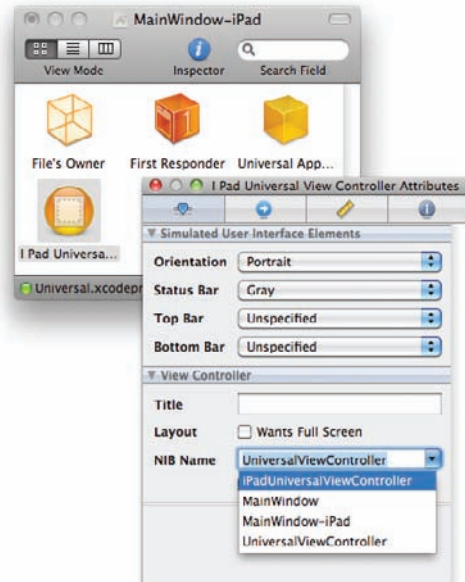 MainWindow-iPad
View Mode
Inspector
Search Field
File's Owner
First Responder
Universal App...
I Pad Universa...
Universal.xcodepr
I Pad Universal View Controller Attributes
Simulated User Interface Elements
Orientation Portrait
Status Bar Gray
Top Bar Unspecified
Bottom Bar Unspecified
View Controller
Title
Layout Wants Full Screen
NIB Name UniversalViewController
iPadUniversalViewController
MainWindow
MainWindow-iPad
UniversalViewController